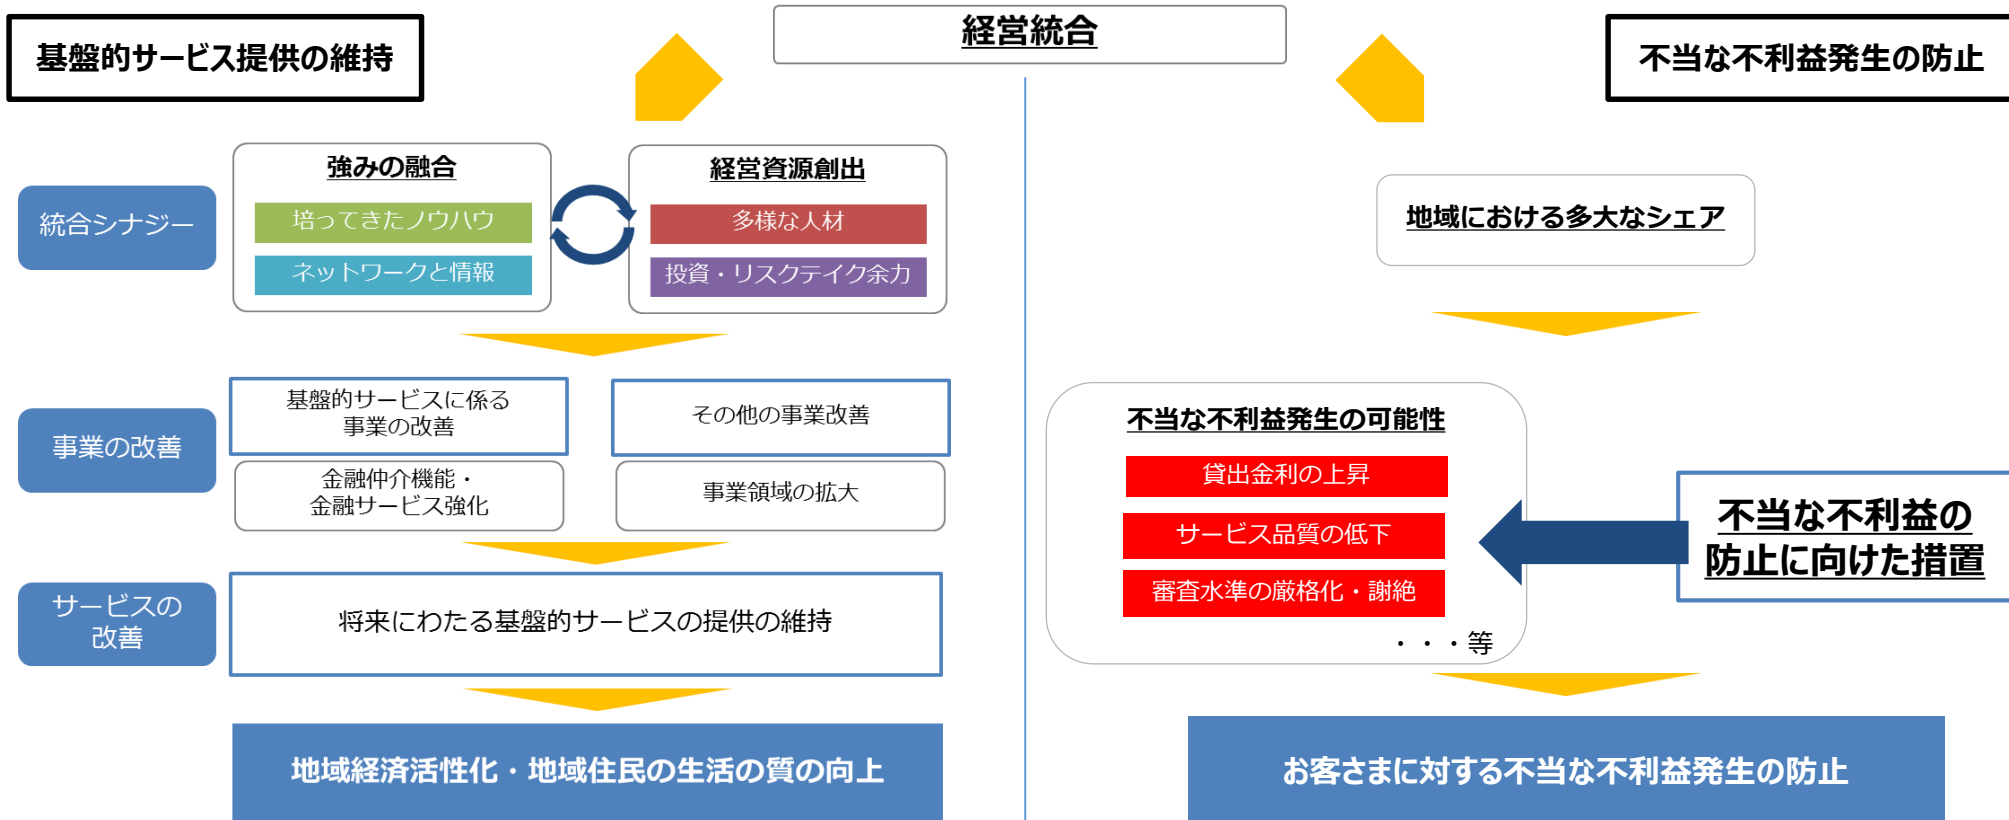 経営統合
基盤的サービス提供の維持
不当な不利益発生の防止
統合シナジー
強みの融合
培ってきたノウハウ
ネットワークと情報
経営資源創出
多様な人材
投資・リスクテイク余力
事業の改善
基盤的サービスに係る
事業の改善
その他の事業改善
金融仲介機能・
金融サービス強化
事業領域の拡大
サービスの
改善
将来にわたる基盤的サービスの提供の維持
地域経済活性化・地域住民の生活の質の向上
地域における多大なシェア
不当な不利益発生の可能性
貸出金利の上昇
サービス品質の低下
審査水準の厳格化・謝絶
・・・等
不当な不利益の
防止に向けた措置
お客さまに対する不当な不利益発生の防止